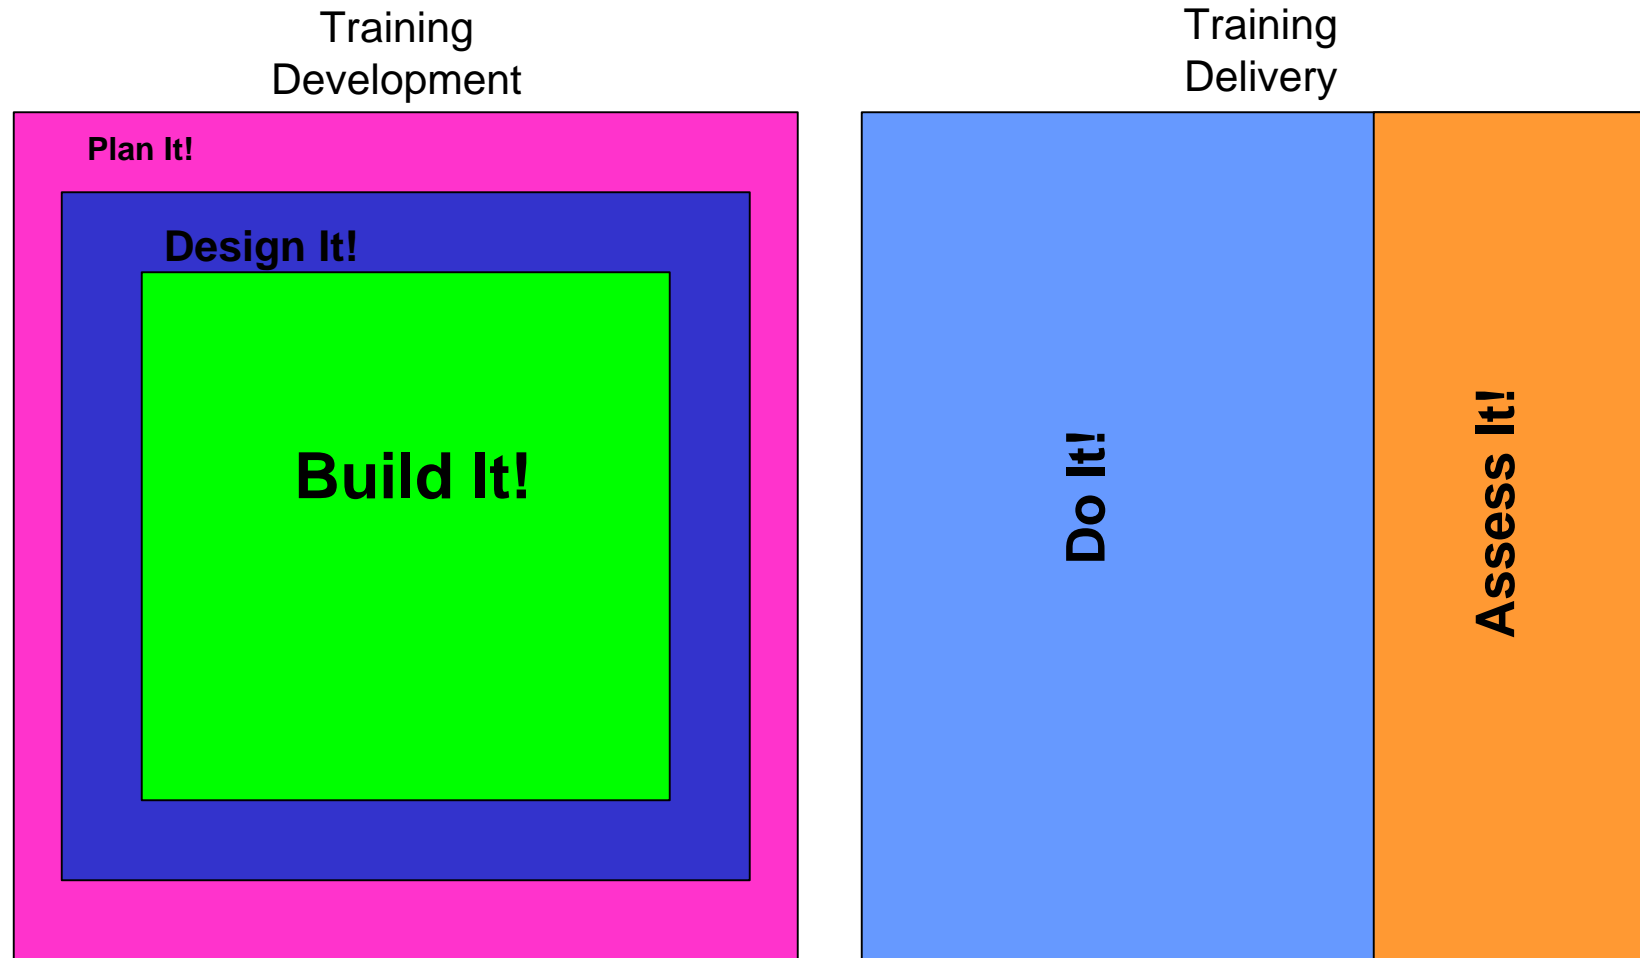 Training
Development
Plan It!
Design It!
Build It!
Training
Delivery
Do It!
Assess It!